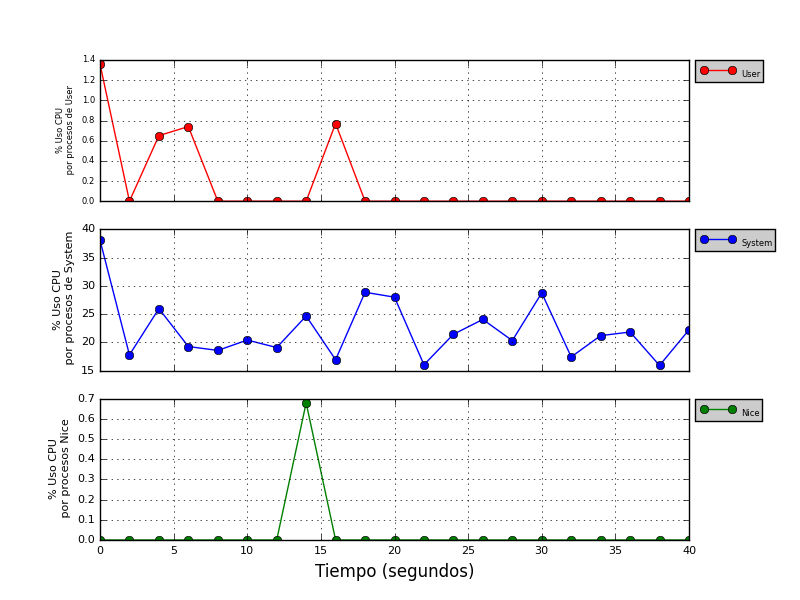 1.4
1.2
1.0
0.8
0.6
0.4
0.2
0.0
% Uso CPU
por procesos de User
User
40
35
30
25
20
15
% Uso CPU
por procesos de System
System
0.7
0.6
0.5
0.4
0.3
0.2
0.1
0.0
% Uso CPU
por procesos Nice
Nice
0 5 10 15 20 25 30 35 40
Tiempo (segundos)